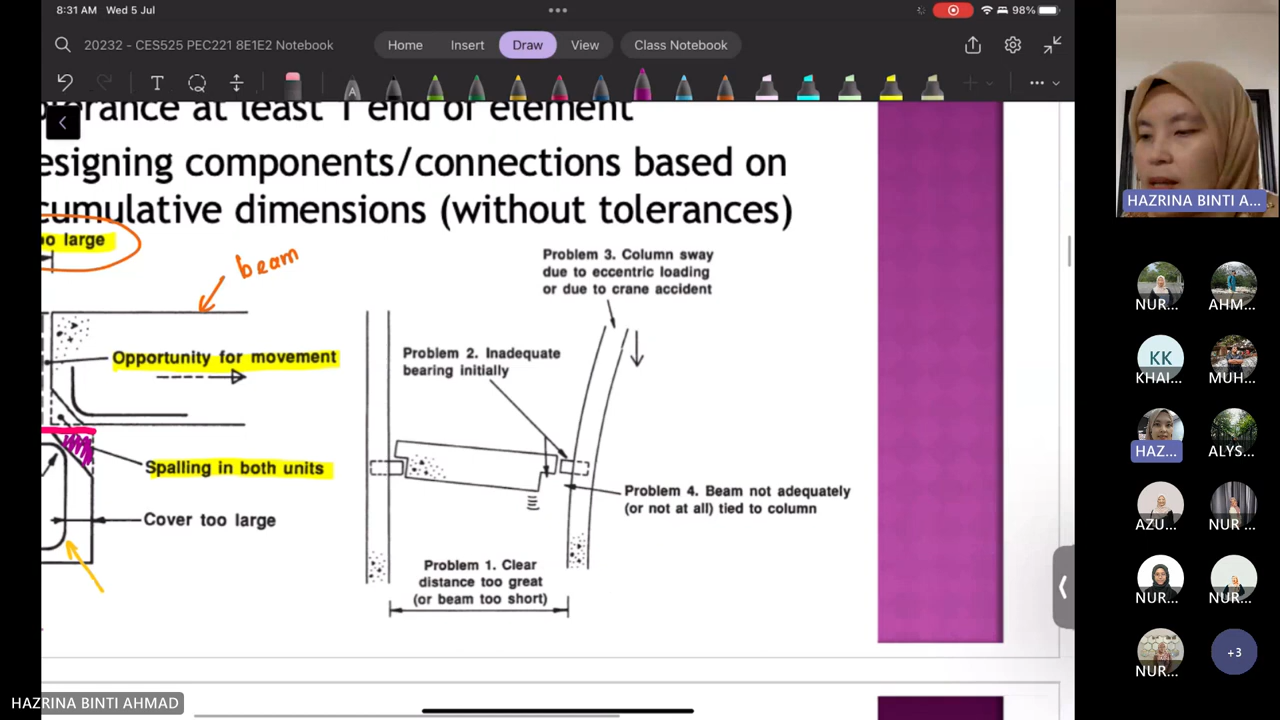 8:31 AM Wed 5 Jul
98%
20232 - CES525 PEC221 8E1E2 Notebook
Home
Insert
Draw
View
Class Notebook
at least 1 end of element
esigning components/connections based on
cumulative dimensions (without tolerances)
oo large
beam
Problem 3. Column sway
due to eccentric loading
or due to crane accident
Opportunity for movement
Problem 2. Inadequate
bearing initially
Spalling in both units
Cover too large
Problem 4. Beam not adequately
(or not at all) tied to column
Problem 1. Clear
distance too great
(or beam too short)
HAZRINA BINTI A...
NUR...
AHM...
KK
KHAI...
MUH...
HAZ...
ALYS...
AZU...
NUR ...
NUR...
NUR...
NUR...
+3
HAZRINA BINTI AHMAD